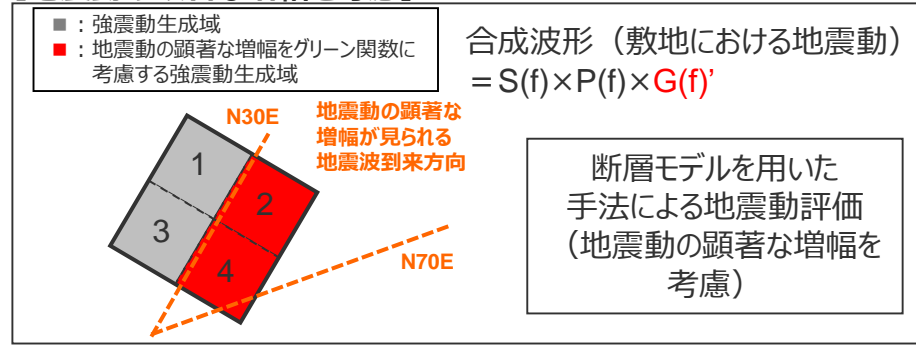 ■：強震動生成域
■：地震動の顕著な増幅をグリーン関数に
考慮する強震動生成域
合成波形（敷地における地震動）
＝S(f)×P(f)×G(f)’
N30E
地震動の顕著な
増幅が見られる
地震波到来方向
1
2
3
4
N70E
断層モデルを用いた
手法による地震動評価
（地震動の顕著な増幅を
考慮）